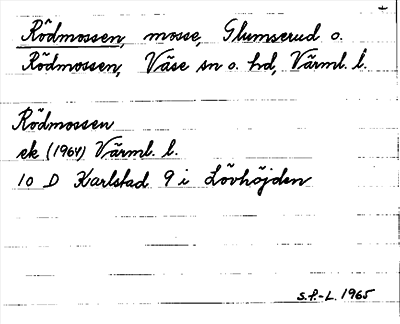 Rödmossen, mosse, Glumserud o.
Rödmossen, Väse sn o. hd, Värml. l.
Rödmossen
ek (1964) Värml. l.
10 D Karlstad 9 i Lövhöjden
S.F.-L. 1965